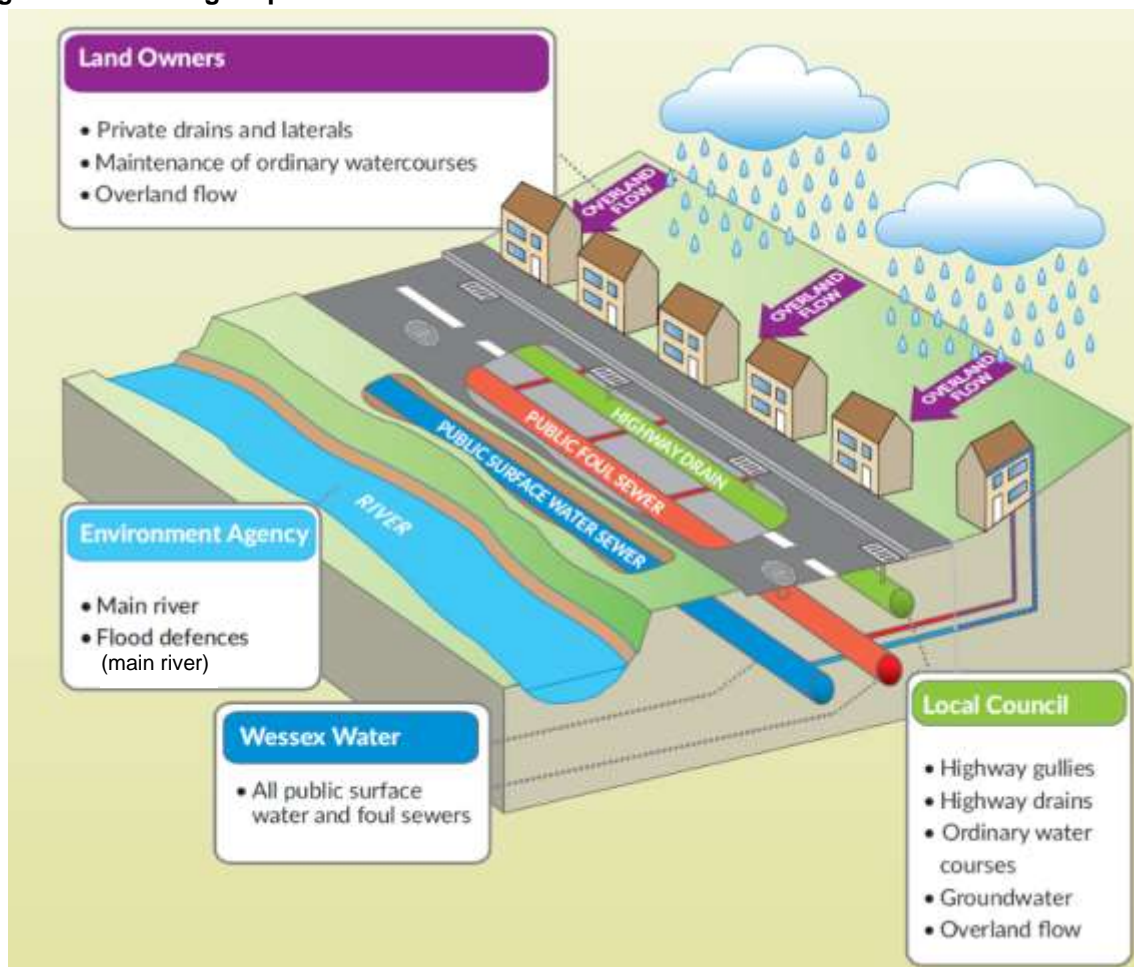 Land Owners
• Private drains and laterals
• Maintenance of ordinary watercourses
• Overland flow
OVERLAND
FLOW
OVERLAND
FLOW
OVERLAND
FLOW
HIGHWAY DRAIN
PUBLIC FOUL SEWER
PUBLIC SURFACE WATER SEWER
RIVER
Environment Agency
• Main river
• Flood defences
(main river)
Wessex Water
• All public surface
water and foul sewers
Local Council
• Highway gullies
• Highway drains
• Ordinary water
courses
• Groundwater
• Overland flow